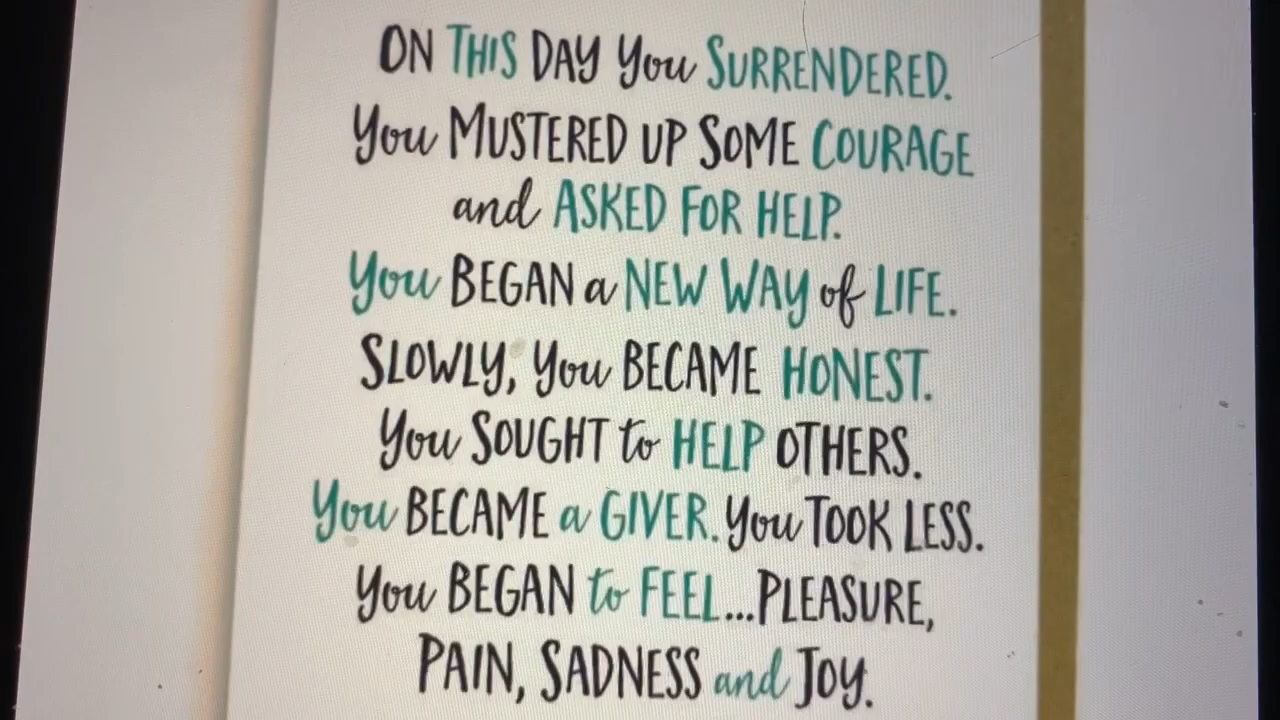 ON THIS DAY You SURRENDERED.
You MUSTERED UP SOME COURAGE
and ASKED FOR HELP.
You BEGAN a NEW WAY of LIFE.
SLOWLY, You BECAME HONEST.
You SOUGHT to HELP OTHERS.
You BECAME a GIVER. You TOOK LESS.
You BEGAN to FEEL...PLEASURE,
PAIN, SADNESS and JOY.